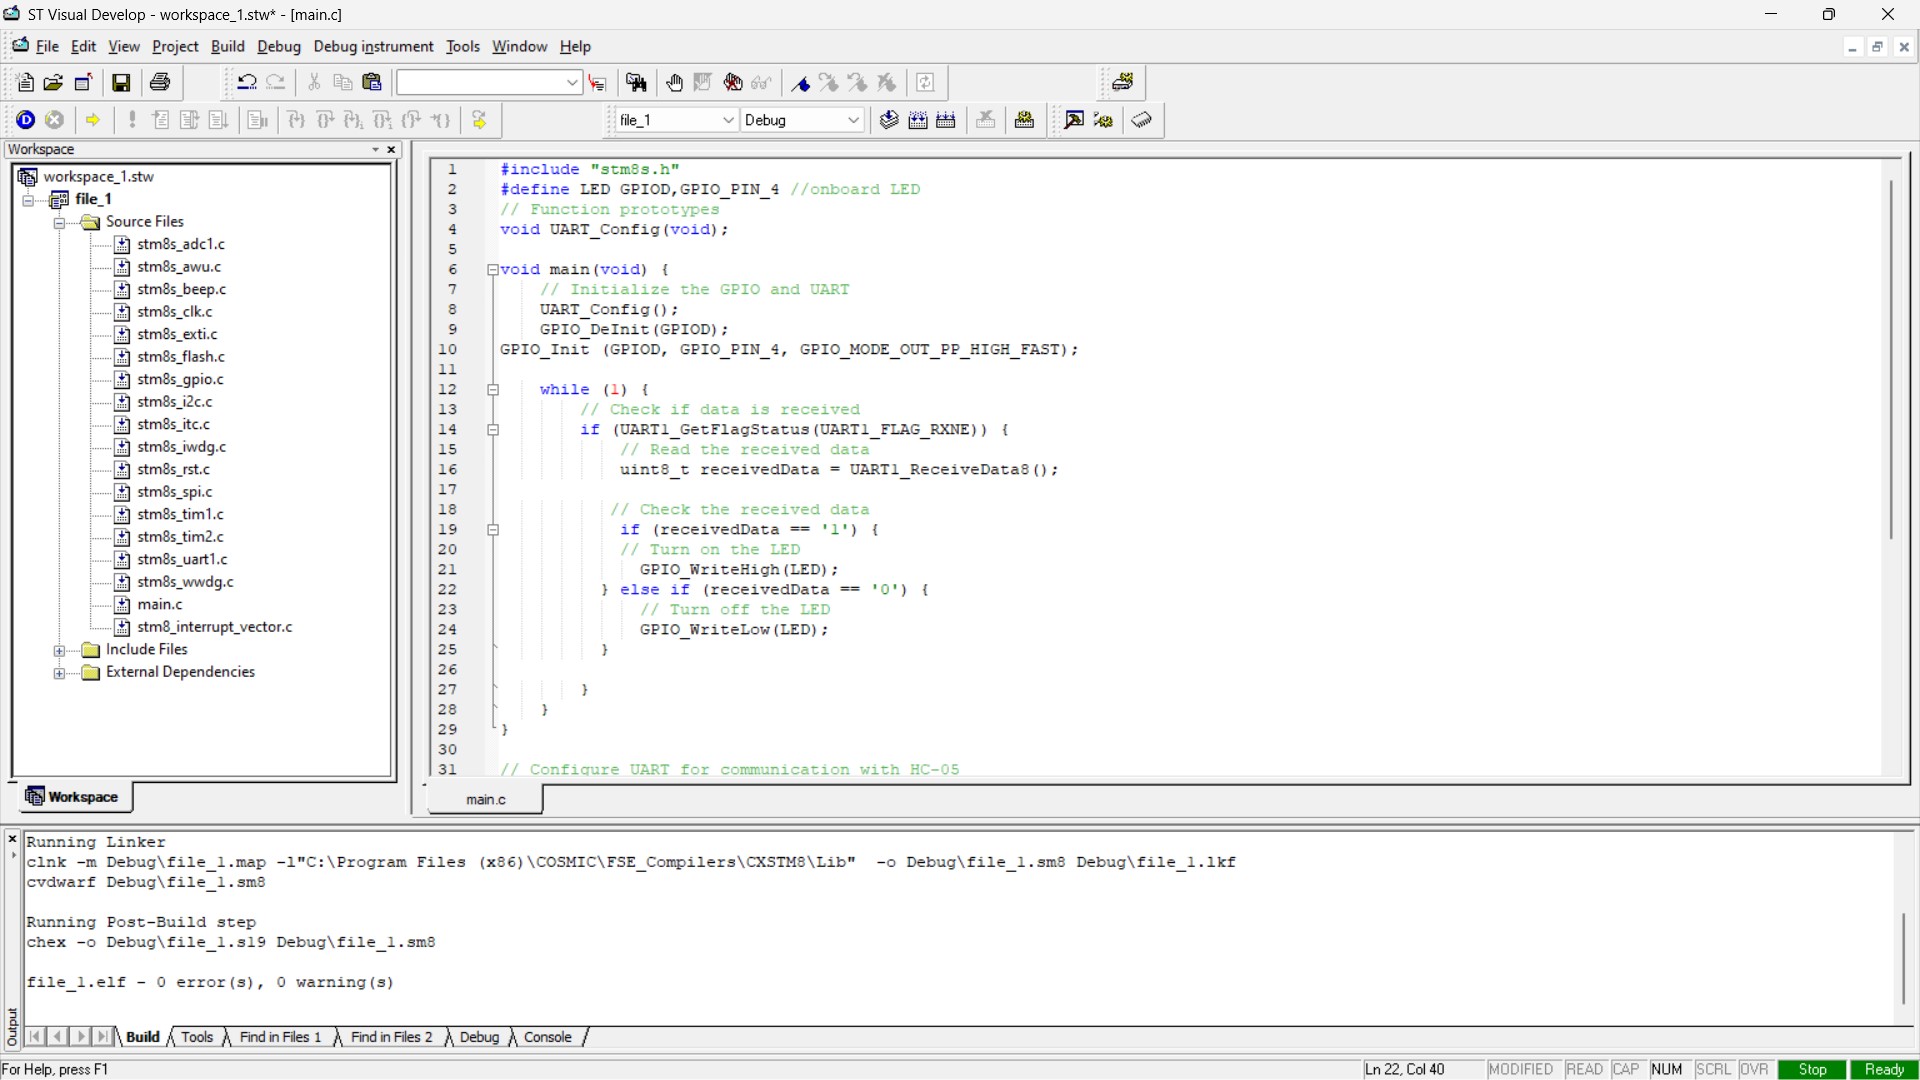 ST Visual Develop - workspace_1.stw* - [main.c]
File Edit View Project Build Debug Debug instrument Tools Window Help
file_1 Debug
Workspace
workspace_1.stw
file_1
Source Files
stm8s_adc1.c
stm8s_awu.c
stm8s_beep.c
stm8s_clk.c
stm8s_exti.c
stm8s_flash.c
stm8s_gpio.c
stm8s_i2c.c
stm8s_itc.c
stm8s_iwdg.c
stm8s_rst.c
stm8s_spi.c
stm8s_tim1.c
stm8s_tim2.c
stm8s_uart1.c
stm8s_wwdg.c
main.c
stm8_interrupt_vector.c
Include Files
External Dependencies
Workspace
1 #include "stm8s.h"
2 #define LED GPIOD,GPIO_PIN_4 //onboard LED
3 // Function prototypes
4 void UART_Config(void);
5
6 void main(void) {
7 // Initialize the GPIO and UART
8 UART_Config();
9 GPIO_DeInit(GPIOD);
10 GPIO_Init (GPIOD, GPIO_PIN_4, GPIO_MODE_OUT_PP_HIGH_FAST);
11
12 while (1) {
13 // Check if data is received
14 if (UART1_GetFlagStatus(UART1_FLAG_RXNE)) {
15 // Read the received data
16 uint8_t receivedData = UART1_ReceiveData8();
17
18 // Check the received data
19 if (receivedData == '1') {
20 // Turn on the LED
21 GPIO_WriteHigh(LED);
22 } else if (receivedData == '0') {
23 // Turn off the LED
24 GPIO_WriteLow(LED);
25 }
26
27 }
28 }
29 }
30
31 // Configure UART for communication with HC-05
main.c
Running Linker
clnk -m Debug\file_1.map -l"C:\Program Files (x86)\COSMIC\FSE_Compilers\CXSTM8\Lib" -o Debug\file_1.sm8 Debug\file_1.lkf
cvdwarf Debug\file_1.sm8
Running Post-Build step
chex -o Debug\file_1.s19 Debug\file_1.sm8
file_1.elf - 0 error(s), 0 warning(s)
Output
Build Tools Find in Files 1 Find in Files 2 Debug Console
For Help, press F1 Ln 22, Col 40 MODIFIED READ CAP NUM SCRL OVR Stop Ready